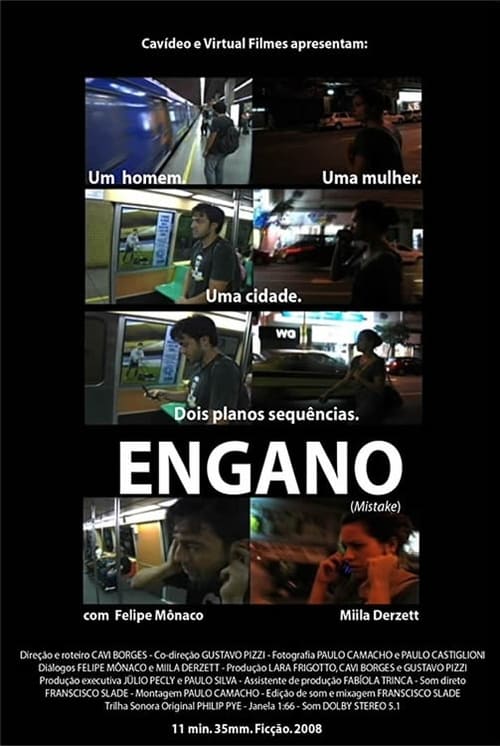 Cavídeo e Virtual Filmes apresentam:
Um homem.
Uma mulher.
Uma cidade.
WG
Dois planos sequências.
ENGANO
(Mistake)
com Felipe Mônaco
Miila Derzett
Direção e roteiro CAVI BORGES - Co-direção GUSTAVO PIZZI - Fotografia PAULO CAMACHO e PAULO CASTIGLIONI
Diálogos FELIPE MÔNACO e MIILA DERZETT - Produção LARA FRIGOTTO, CAVI BORGES e GUSTAVO PIZZI
Produção executiva JÚLIO PECLY e PAULO SILVA - Assistente de produção FABÍOLA TRINCA - Som direto
FRANSCISCO SLADE - Montagem PAULO CAMACHO - Edição de som e mixagem FRANSCISCO SLADE
Trilha Sonora Original PHILIP PYE - Janela 1:66 - Som DOLBY STEREO 5.1
11 min. 35mm. Ficção. 2008